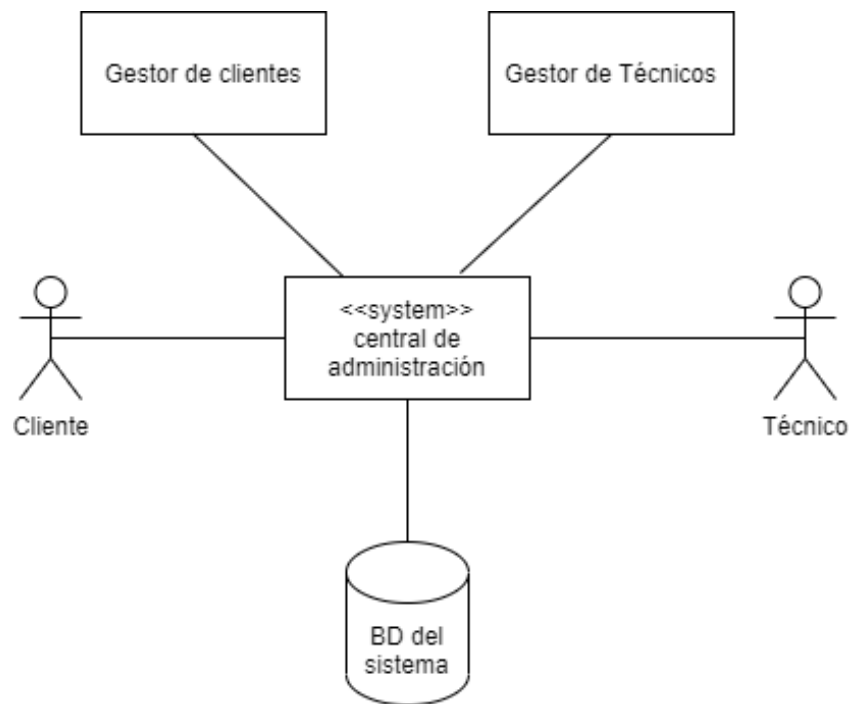 Gestor de clientes
Gestor de Técnicos
<<system>>
central de
administración
Cliente
Técnico
BD del
sistema